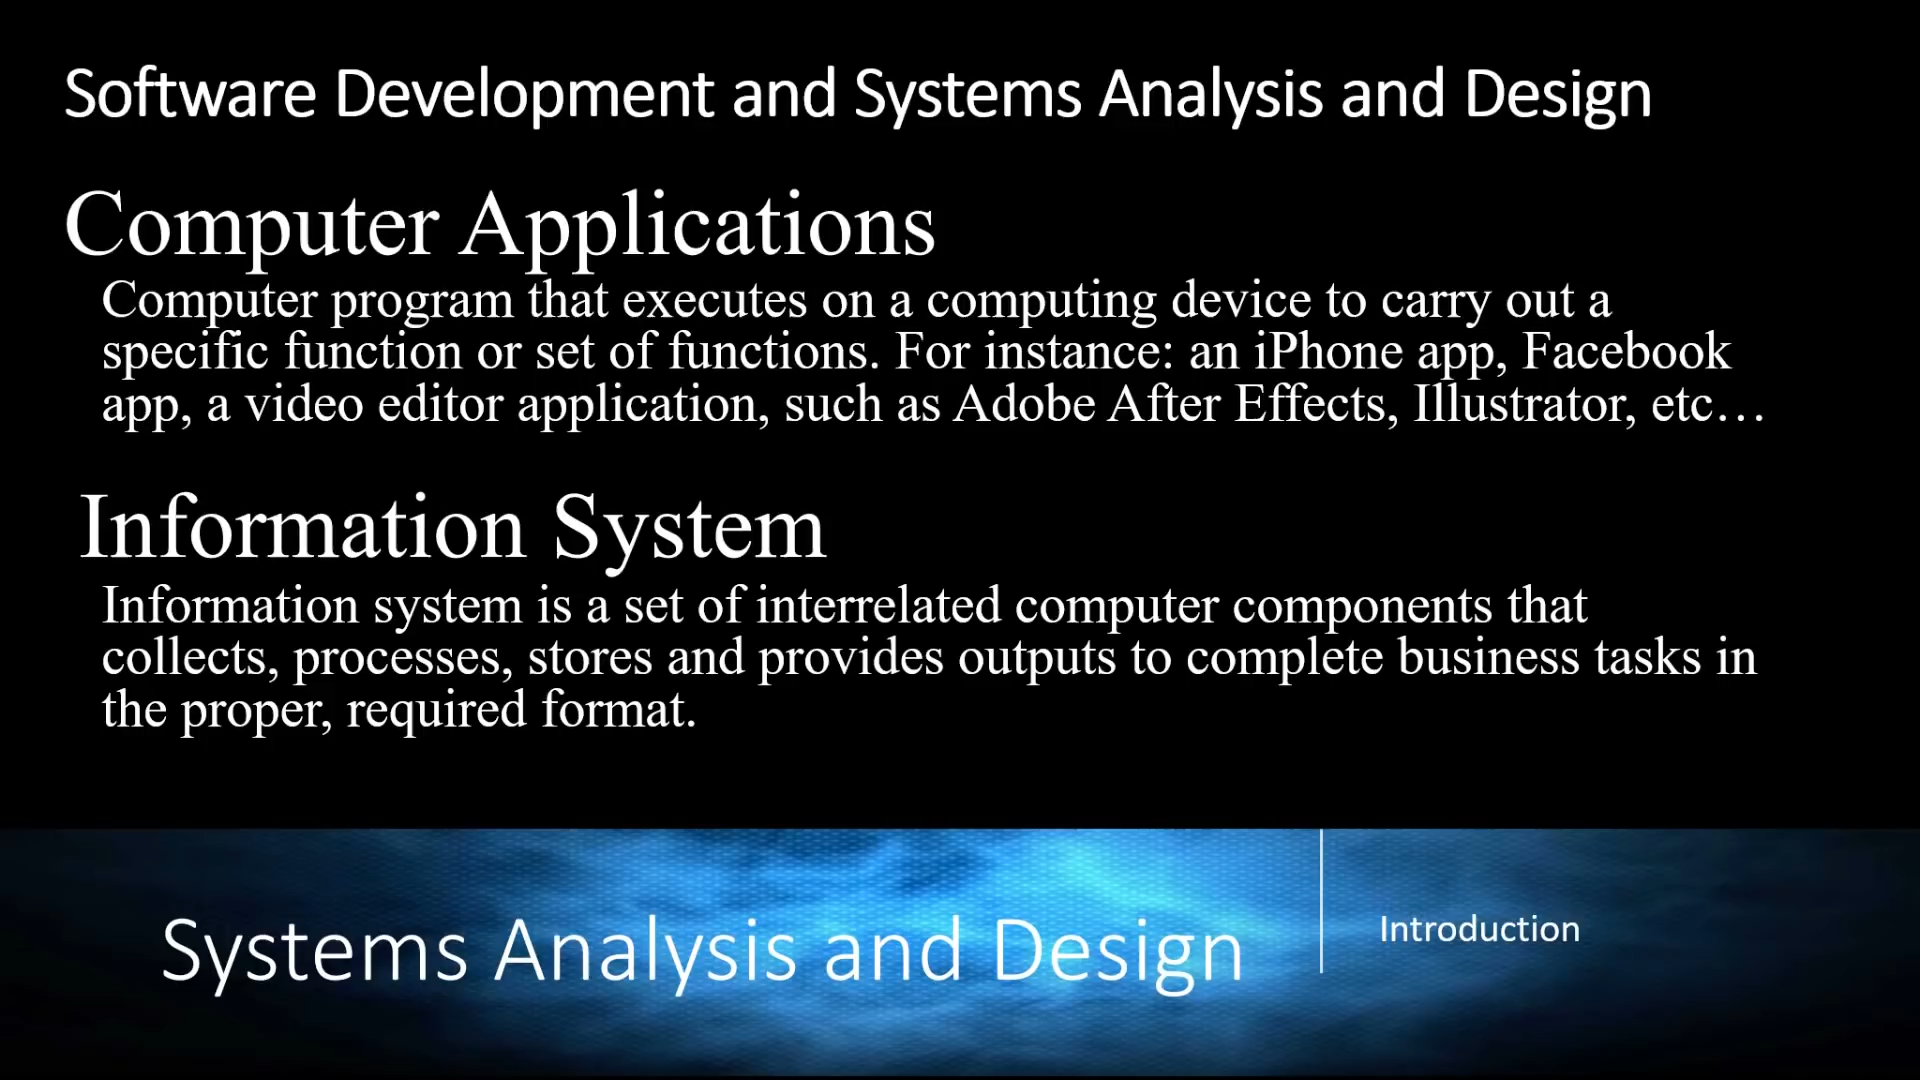 Software Development and Systems Analysis and Design
Computer Applications
Computer program that executes on a computing device to carry out a
specific function or set of functions. For instance: an iPhone app, Facebook
app, a video editor application, such as Adobe After Effects, Illustrator, etc…
Information System
Information system is a set of interrelated computer components that
collects, processes, stores and provides outputs to complete business tasks in
the proper, required format.
Systems Analysis and Design
Introduction